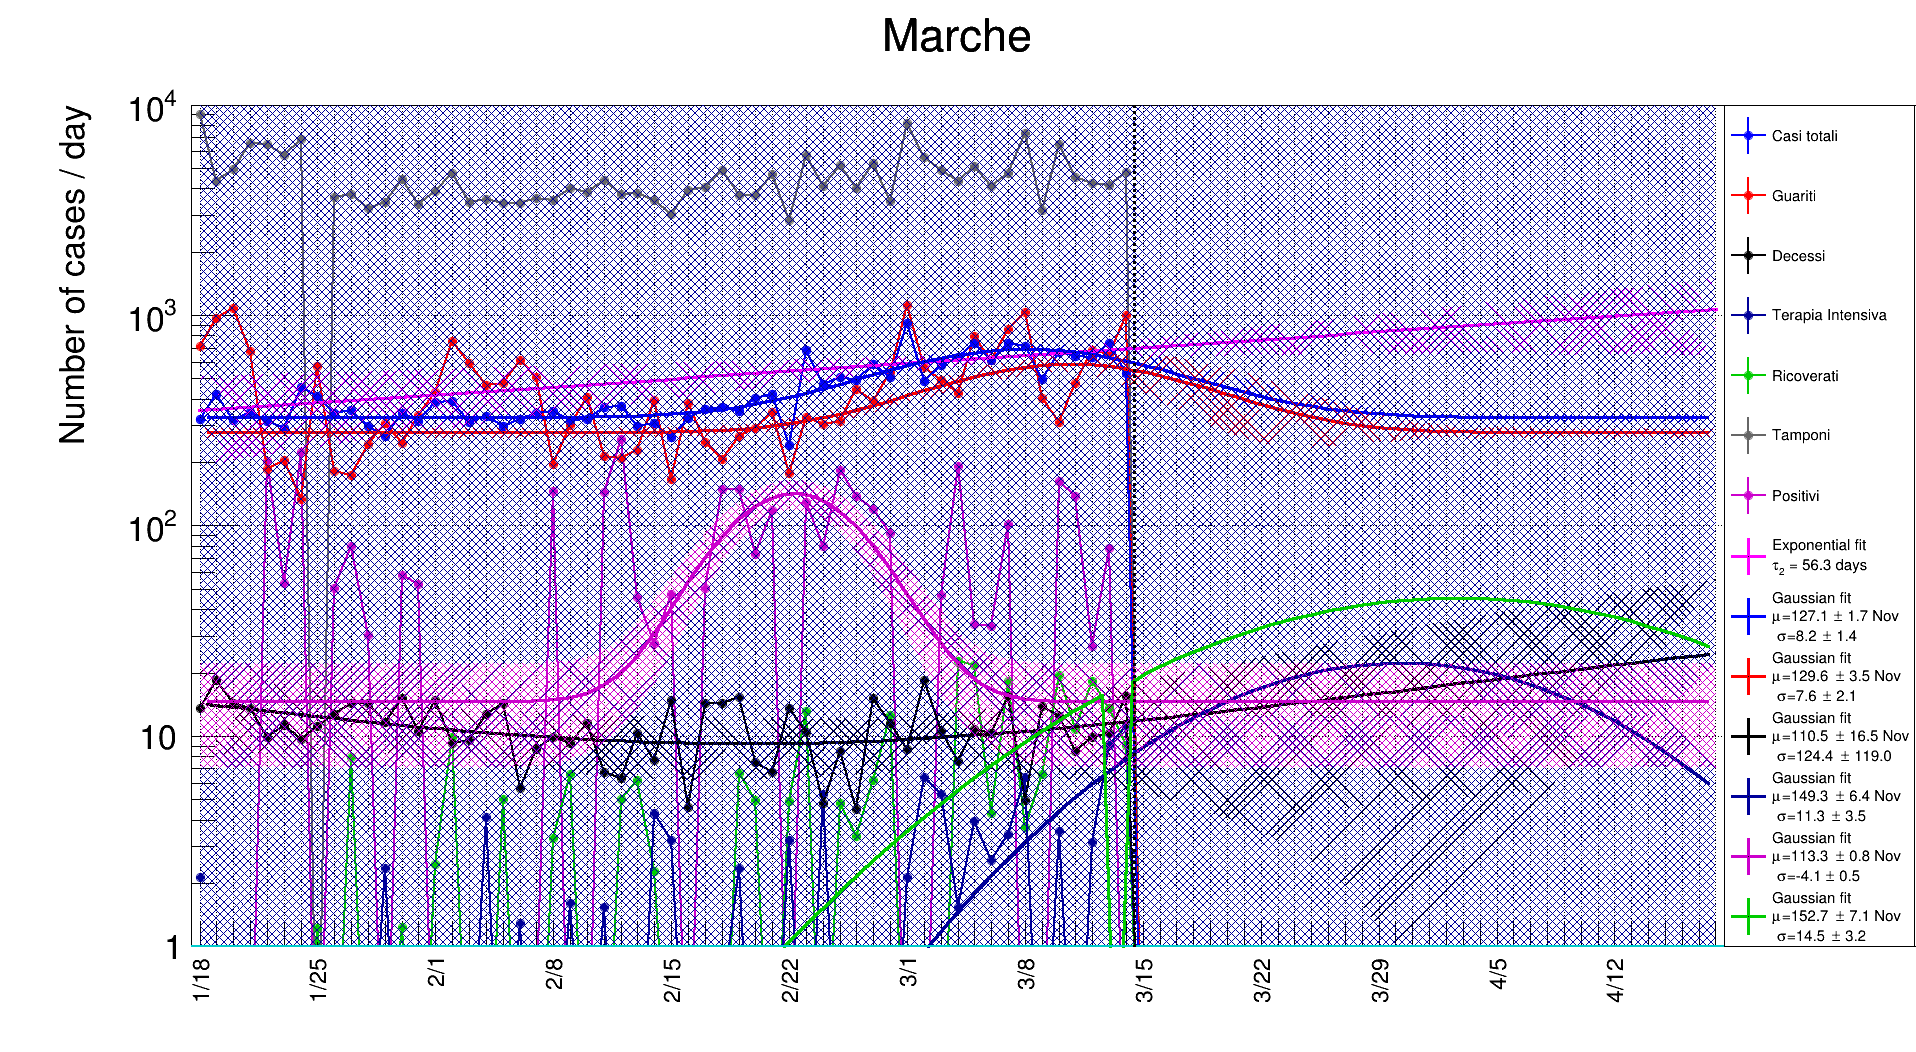 Marche
Number of cases / day
10^4
10^3
10^2
10
1
1/18
1/25
2/1
2/8
2/15
2/22
3/1
3/8
3/15
3/22
3/29
4/5
4/12
Casi totali
Guariti
Decessi
Terapia Intensiva
Ricoverati
Tamponi
Positivi
Exponential fit
τ₂ = 56.3 days
Gaussian fit
μ=127.1 ± 1.7 Nov
σ=8.2 ± 1.4
Gaussian fit
μ=129.6 ± 3.5 Nov
σ=7.6 ± 2.1
Gaussian fit
μ=110.5 ± 16.5 Nov
σ=124.4 ± 119.0
Gaussian fit
μ=149.3 ± 6.4 Nov
σ=11.3 ± 3.5
Gaussian fit
μ=113.3 ± 0.8 Nov
σ=-4.1 ± 0.5
Gaussian fit
μ=152.7 ± 7.1 Nov
σ=14.5 ± 3.2